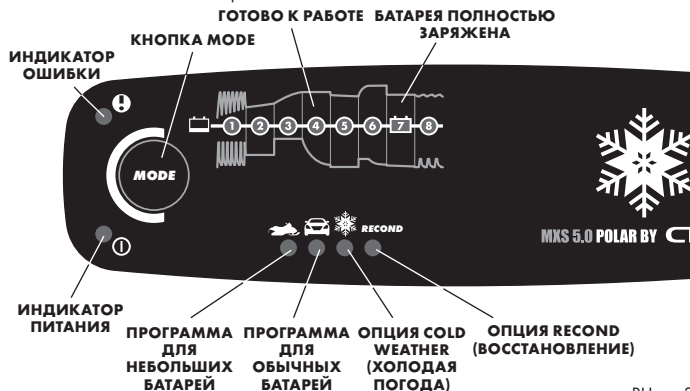 ГОТОВО К РАБОТЕ
БАТАРЕЯ ПОЛНОСТЬЮ
ЗАРЯЖЕНА
КНОПКА MODE
ИНДИКАТОР
ОШИБКИ
1 2 3 4 5 6 7 8
MODE
RECOND
MXS 5.0 POLAR BY
ИНДИКАТОР
ПИТАНИЯ
ПРОГРАММА
ДЛЯ
НЕБОЛЬШИХ
БАТАРЕЙ
ПРОГРАММА
ДЛЯ
ОБЫЧНЫХ
БАТАРЕЙ
ОПЦИЯ COLD
WEATHER
(ХОЛОДАЯ
ПОГОДА)
ОПЦИЯ RECOND
(ВОССТАНОВЛЕНИЕ)